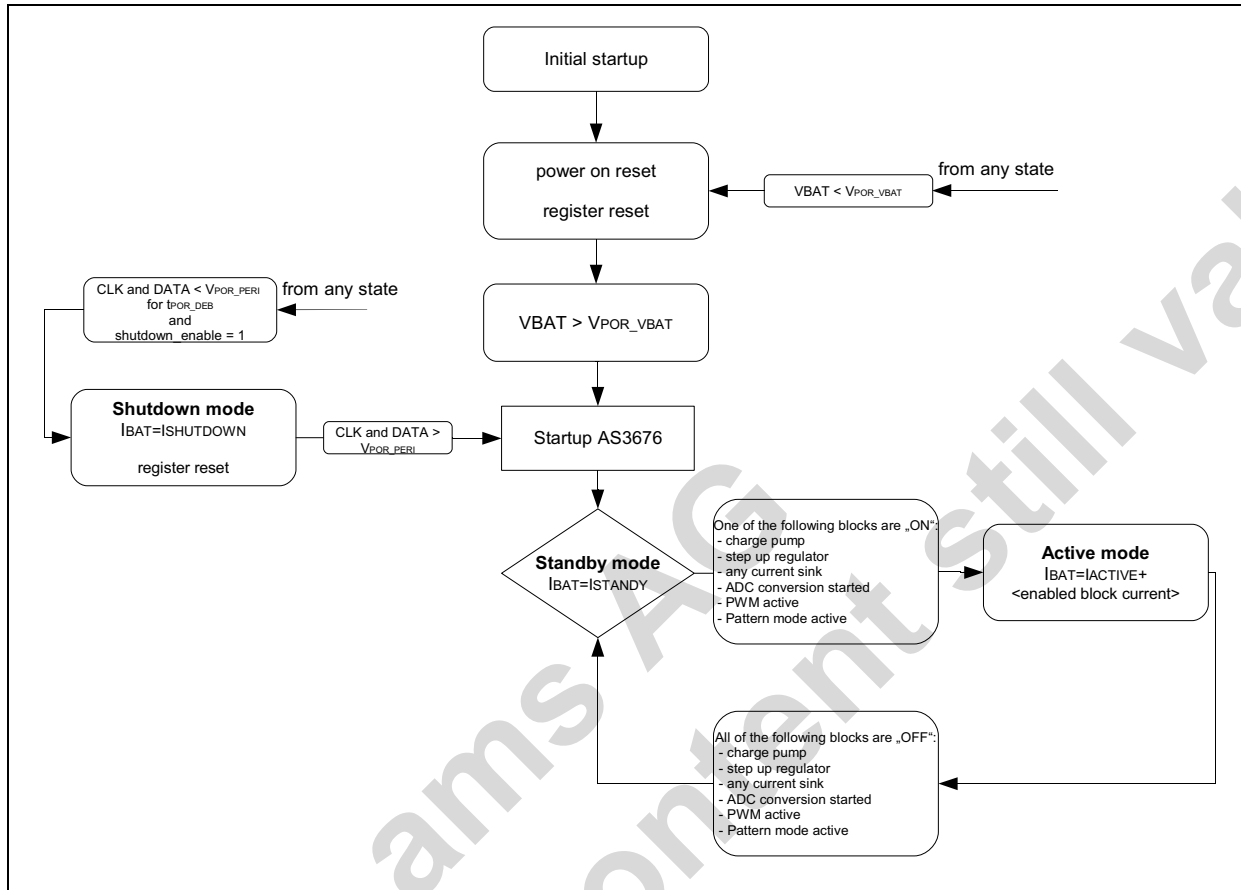 Initial startup
power on reset
register reset
VBAT < VPOR_VBAT
from any state
CLK and DATA < VPOR_PERI
for tPOR_DEB
and
shutdown_enable = 1
from any state
VBAT > VPOR_VBAT
Shutdown mode
IBAT=ISHUTDOWN
register reset
CLK and DATA >
VPOR_PERI
Startup AS3676
Standby mode
IBAT=ISTANDY
One of the following blocks are „ON“:
- charge pump
- step up regulator
- any current sink
- ADC conversion started
- PWM active
- Pattern mode active
Active mode
IBAT=IACTIVE+
<enabled block current>
All of the following blocks are „OFF“:
- charge pump
- step up regulator
- any current sink
- ADC conversion started
- PWM active
- Pattern mode active
ams AG
still